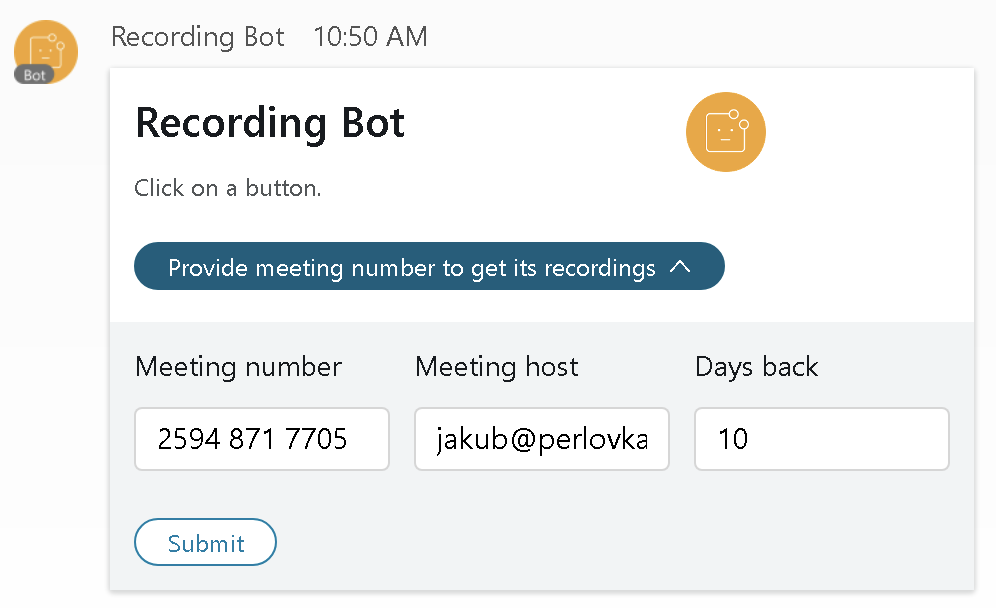 Recording Bot 10:50 AM
Bot
Recording Bot
Click on a button.
Provide meeting number to get its recordings
Meeting number Meeting host Days back
2594 871 7705 jakub@perlovka 10
Submit